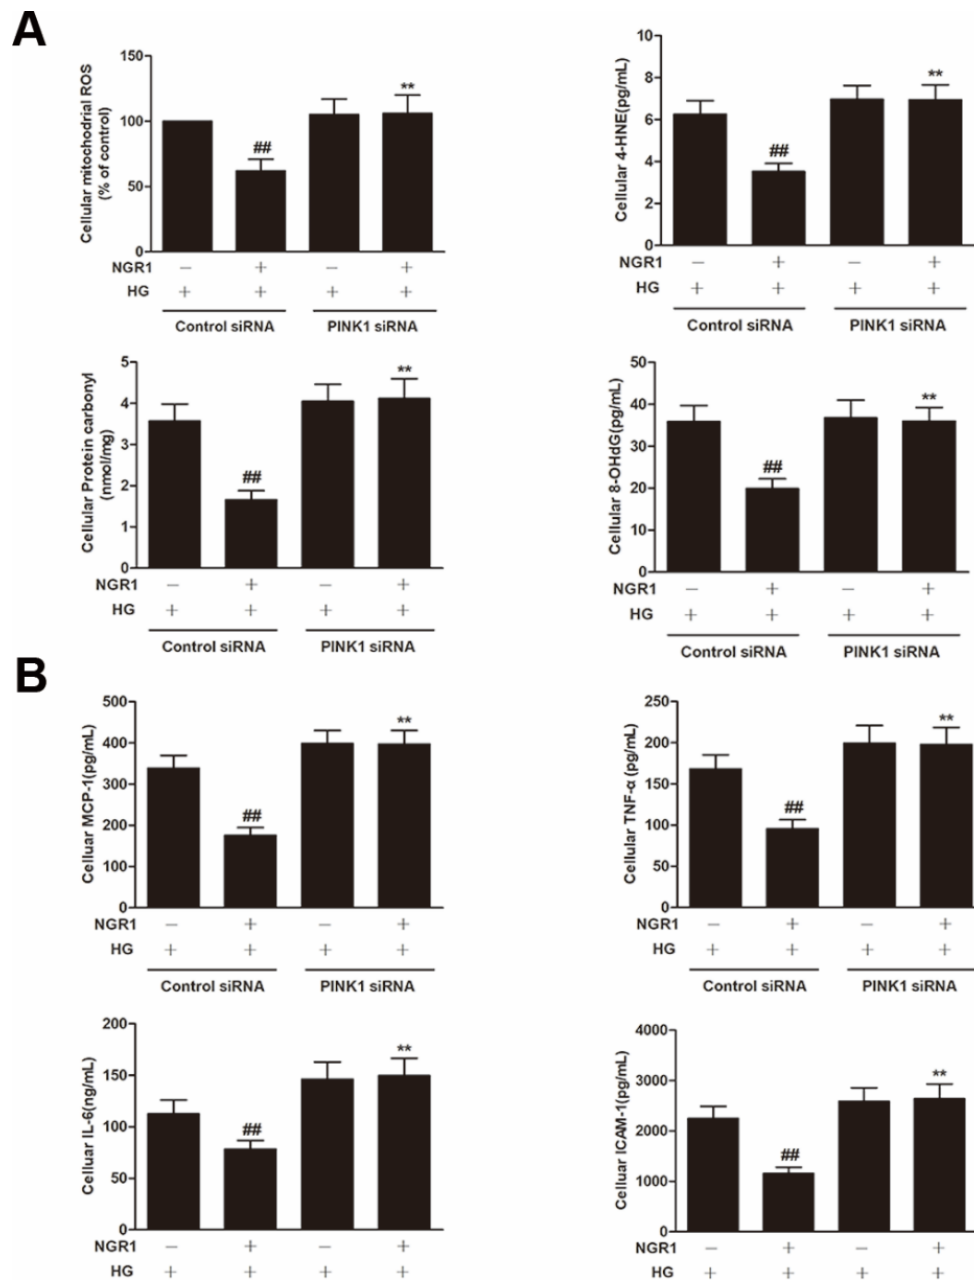 A
Cellular mitochodrial ROS
(% of control)
150
100
50
0
##
**
NGR1 − + − +
HG + + + +
Control siRNA PINK1 siRNA
Cellular 4-HNE(pg/mL)
10
8
6
4
2
0
##
**
NGR1 − + − +
HG + + + +
Control siRNA PINK1 siRNA
Cellular Protein carbonyl
(nmol/mg)
5
4
3
2
1
0
##
**
NGR1 − + − +
HG + + + +
Control siRNA PINK1 siRNA
Cellular 8-OHdG(pg/mL)
50
40
30
20
10
0
##
**
NGR1 − + − +
HG + + + +
Control siRNA PINK1 siRNA
B
Celluar MCP-1(pg/mL)
500
400
300
200
100
0
##
**
NGR1 − + − +
HG + + + +
Control siRNA PINK1 siRNA
Cellular TNF-α (pg/mL)
250
200
150
100
50
0
##
**
NGR1 − + − +
HG + + + +
Control siRNA PINK1 siRNA
Celluar IL-6(ng/mL)
200
150
100
50
0
##
**
NGR1 − + − +
HG + + + +
Celluar ICAM-1(pg/mL)
4000
3000
2000
1000
0
##
**
NGR1 − + − +
HG + + + +